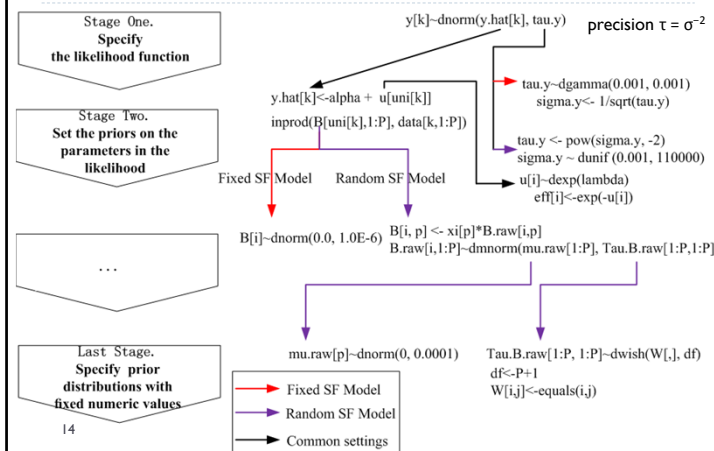 Stage One.
Specify
the likelihood function
y[k]~dnorm(y.hat[k], tau.y)
precision τ = σ⁻²
Stage Two.
Set the priors on the
parameters in the
likelihood
y.hat[k]<-alpha + u[uni[k]]
inprod(B[uni[k],1:P], data[k,1:P])
tau.y~dgamma(0.001, 0.001)
sigma.y<- 1/sqrt(tau.y)
tau.y <- pow(sigma.y, -2)
sigma.y ~ dunif (0.001, 110000)
u[i]~dexp(lambda)
eff[i]<-exp(-u[i])
Fixed SF Model
Random SF Model
...
B[i]~dnorm(0.0, 1.0E-6)
B[i, p] <- xi[p]*B.raw[i,p]
B.raw[i,1:P]~dmnorm(mu.raw[1:P], Tau.B.raw[1:P,1:P]
Last Stage.
Specify prior
distributions with
fixed numeric values
mu.raw[p]~dnorm(0, 0.0001)
Tau.B.raw[1:P, 1:P]~dwish(W[,], df)
df<-P+1
W[i,j]<-equals(i,j)
Fixed SF Model
Random SF Model
Common settings
14